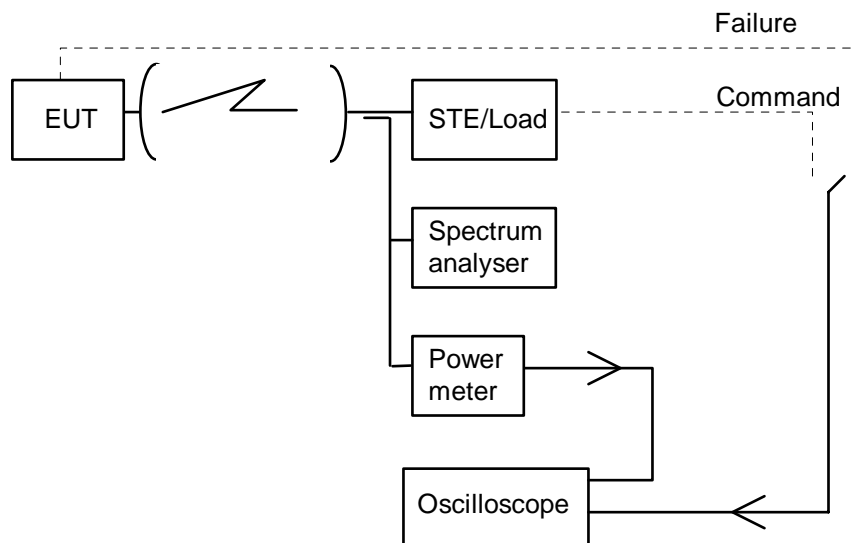 Failure
EUT
STE/Load
Command
Spectrum
analyser
Power
meter
Oscilloscope